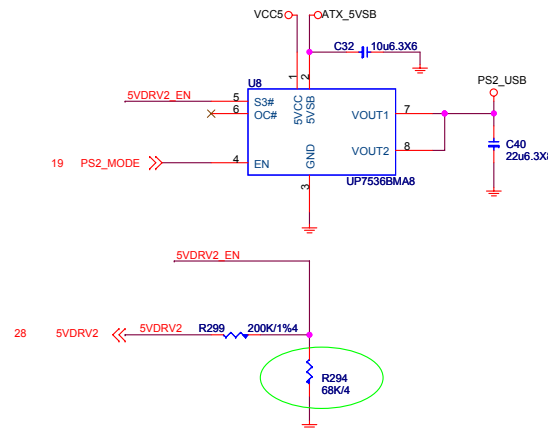 VCC5 ATX_5VSB
C32 10u6.3X6
U8
1 2
5VCC 5VSB
PS2_USB
5VDRV2_EN 5 S3# VOUT1 7
6 OC#
C40
22u6.3X8
VOUT2 8
19 PS2_MODE 4 EN GND
3 UP7536BMA8
5VDRV2_EN
28 5VDRV2 5VDRV2 R299 200K/1%4
R294
68K/4